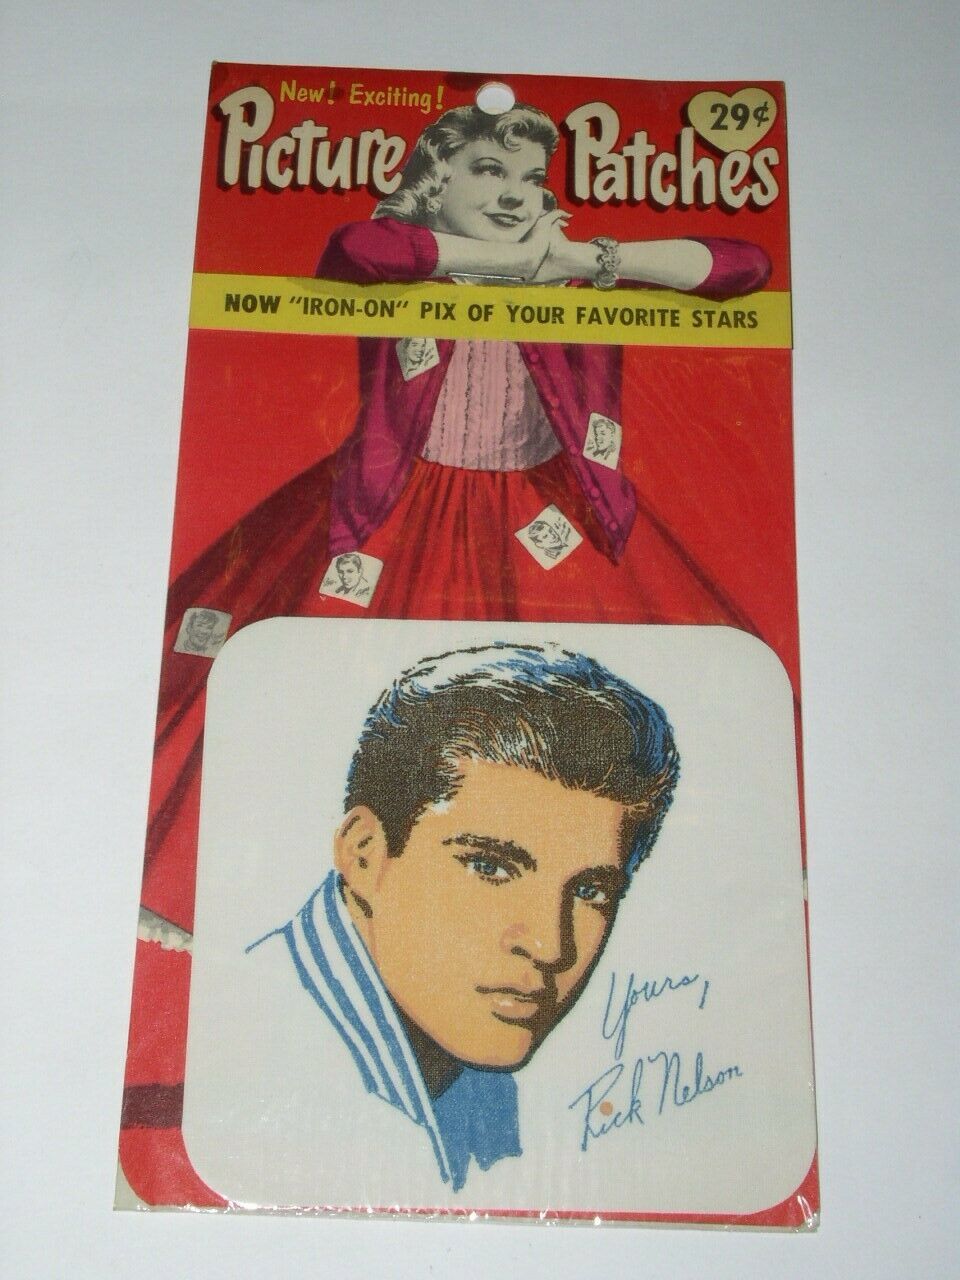 New! Exciting!
Picture Patches
29¢
NOW "IRON-ON" PIX OF YOUR FAVORITE STARS
Yours,
Rick Nelson